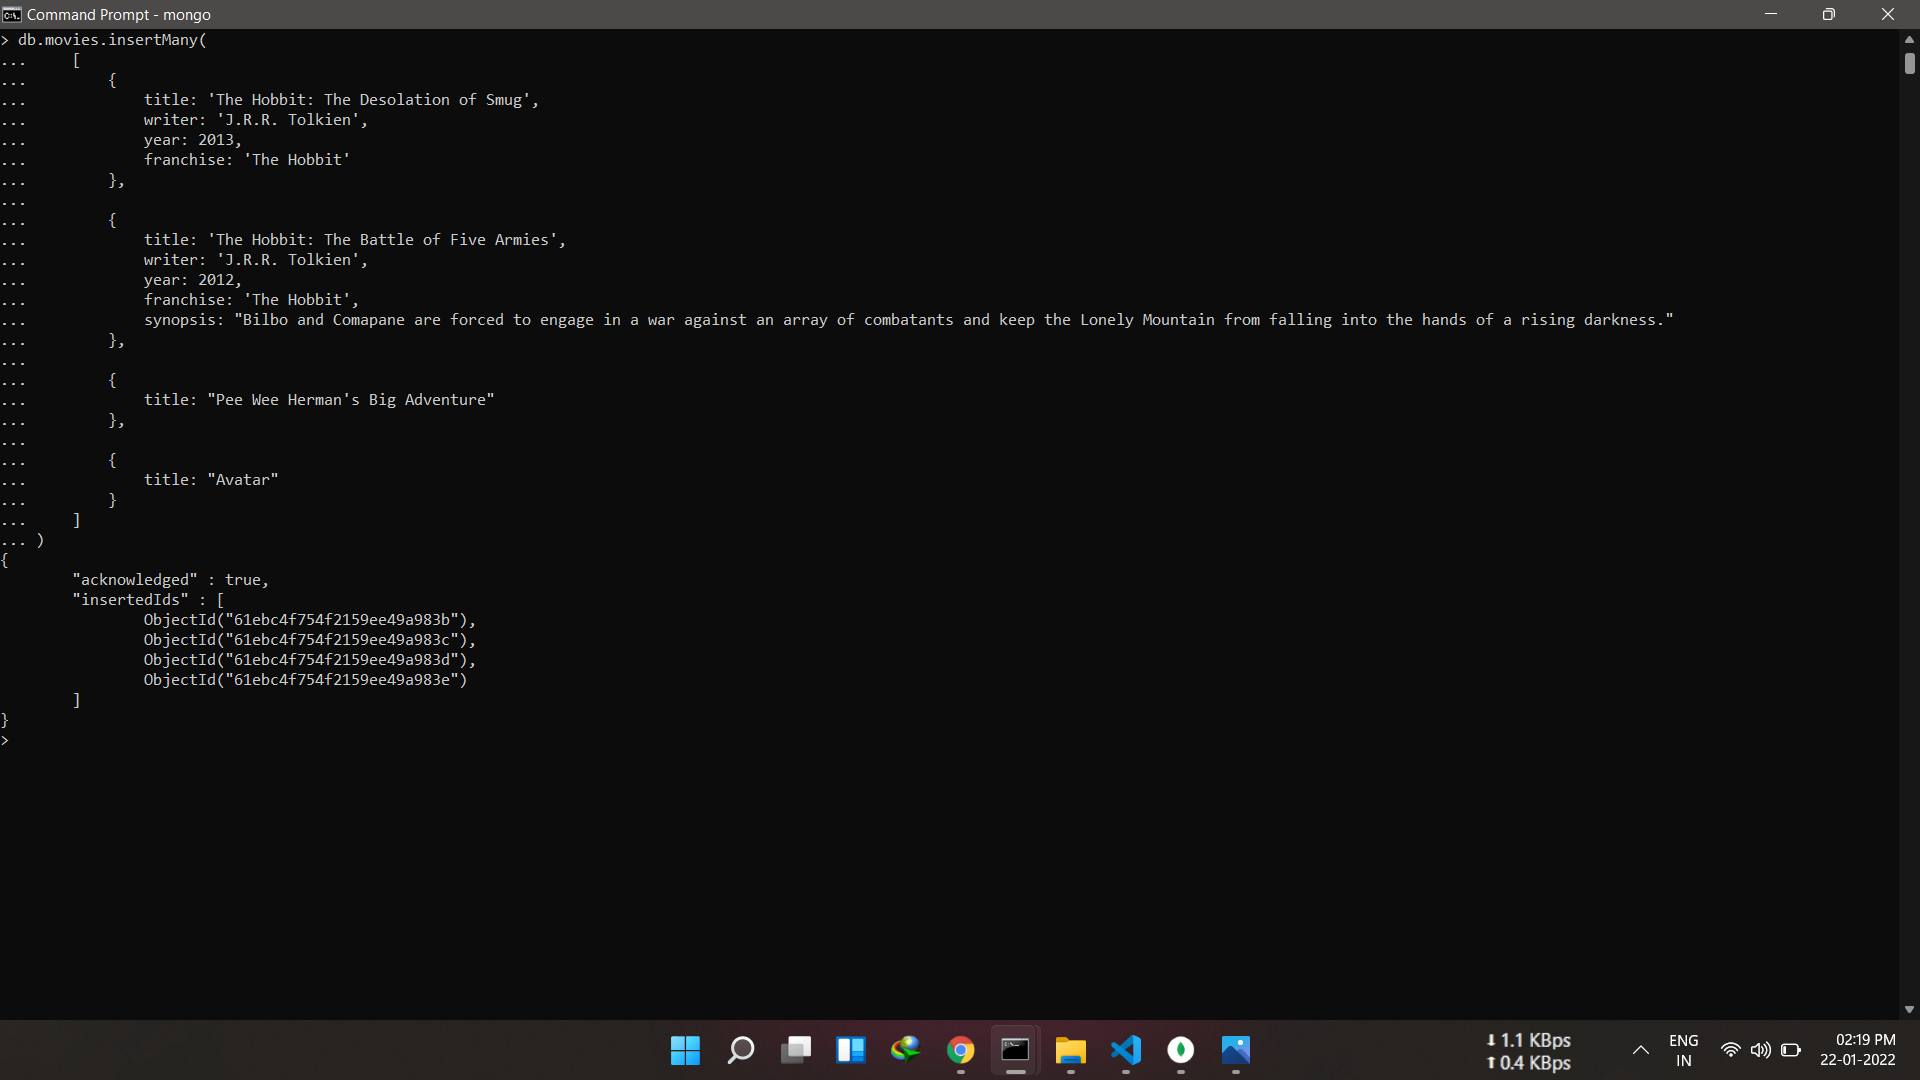 Command Prompt - mongo
> db.movies.insertMany(
...     [
...         {
...             title: 'The Hobbit: The Desolation of Smug',
...             writer: 'J.R.R. Tolkien',
...             year: 2013,
...             franchise: 'The Hobbit'
...         },
...
...         {
...             title: 'The Hobbit: The Battle of Five Armies',
...             writer: 'J.R.R. Tolkien',
...             year: 2012,
...             franchise: 'The Hobbit',
...             synopsis: "Bilbo and Comapane are forced to engage in a war against an array of combatants and keep the Lonely Mountain from falling into the hands of a rising darkness."
...         },
...
...         {
...             title: "Pee Wee Herman's Big Adventure"
...         },
...
...         {
...             title: "Avatar"
...         }
...     ]
... )
{
        "acknowledged" : true,
        "insertedIds" : [
                ObjectId("61ebc4f754f2159ee49a983b"),
                ObjectId("61ebc4f754f2159ee49a983c"),
                ObjectId("61ebc4f754f2159ee49a983d"),
                ObjectId("61ebc4f754f2159ee49a983e")
        ]
}
>
1.1 KBps
0.4 KBps
ENG
IN
02:19 PM
22-01-2022